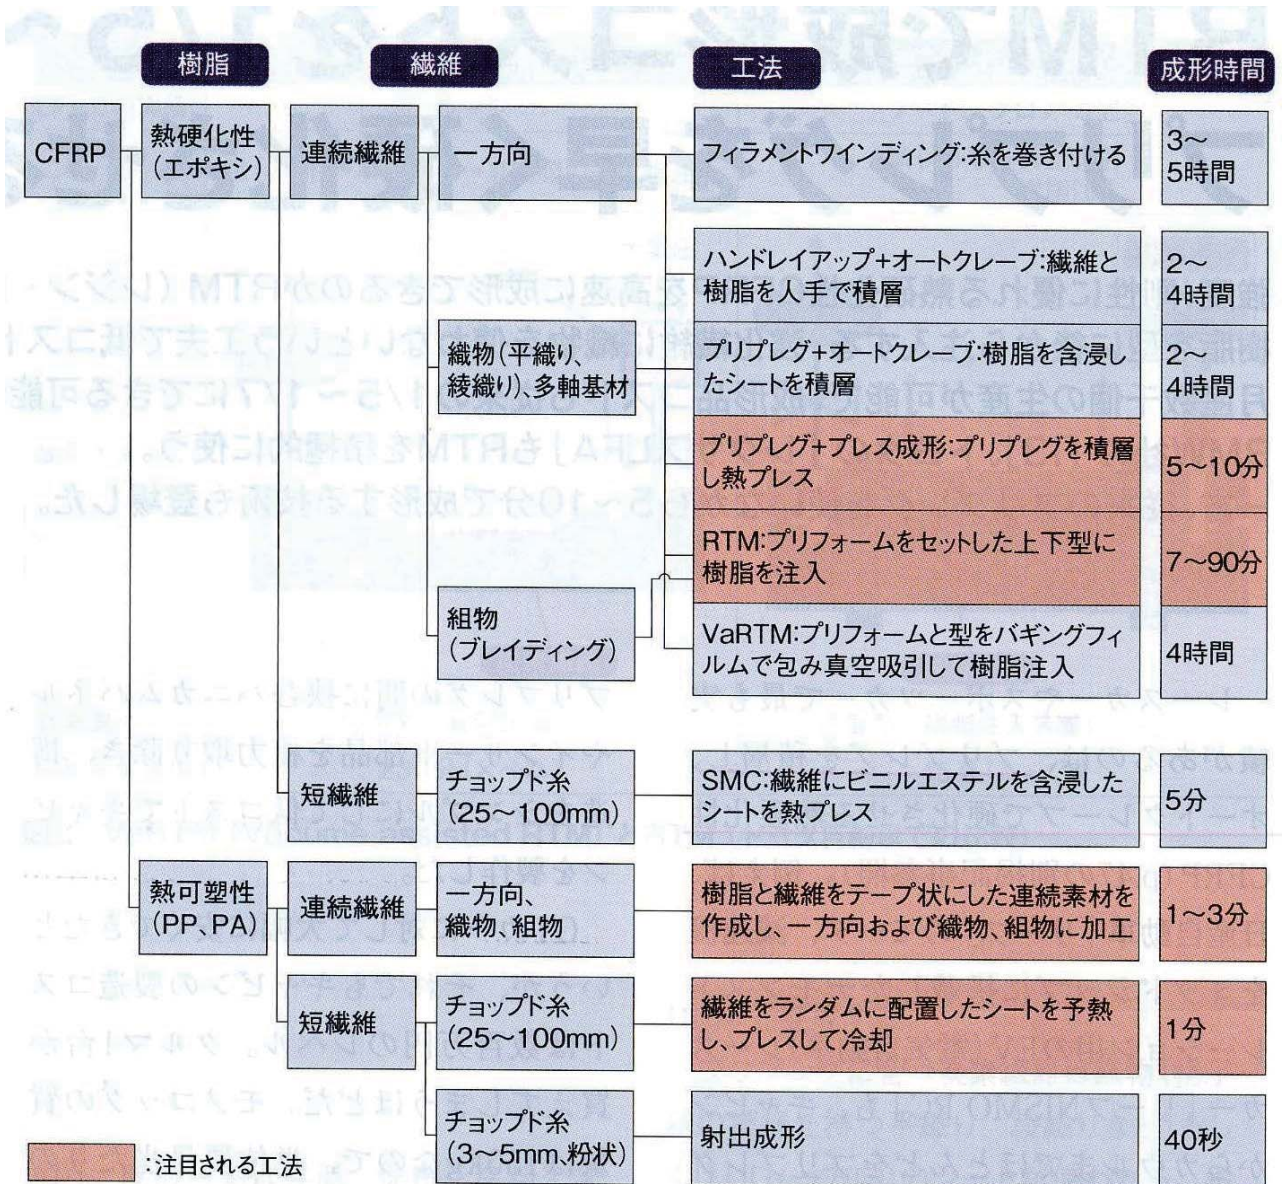 樹脂
繊維
工法
成形時間
CFRP
熱硬化性
(エポキシ)
連続繊維
一方向
フィラメントワインディング:糸を巻き付ける
3～
5時間
ハンドレイアップ+オートクレーブ:繊維と
樹脂を人手で積層
2～
4時間
織物(平織り、
綾織り)、多軸基材
プリプレグ+オートクレーブ:樹脂を含浸し
たシートを積層
2～
4時間
プリプレグ+プレス成形:プリプレグを積層
し熱プレス
5～10分
RTM:プリフォームをセットした上下型に
樹脂を注入
7～90分
組物
(ブレイディング)
VaRTM:プリフォームと型をバギングフィ
ルムで包み真空吸引して樹脂注入
4時間
短繊維
チョップド糸
(25～100mm)
SMC:繊維にビニルエステルを含浸した
シートを熱プレス
5分
熱可塑性
(PP、PA)
連続繊維
一方向、
織物、組物
樹脂と繊維をテープ状にした連続素材を
作成し、一方向および織物、組物に加工
1～3分
短繊維
チョップド糸
(25～100mm)
繊維をランダムに配置したシートを予熱
し、プレスして冷却
1分
チョップド糸
(3～5mm、粉状)
射出成形
40秒
:注目される工法